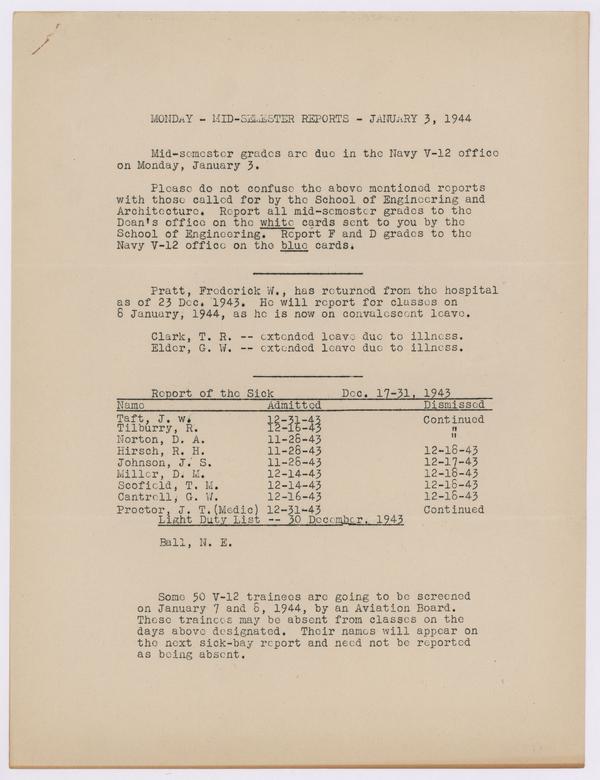 MONDAY - MID-SEMESTER REPORTS - JANUARY 3, 1944
Mid-semester grades are due in the Navy V-12 office
on Monday, January 3.
Please do not confuse the above mentioned reports
with those called for by the School of Engineering and
Architecture. Report all mid-semester grades to the
Dean's office on the white cards sent to you by the
School of Engineering. Report F and D grades to the
Navy V-12 office on the blue cards.
Pratt, Frederick W., has returned from the hospital
as of 23 Dec. 1943. He will report for classes on
8 January, 1944, as he is now on convalescent leave.
Clark, T. R. -- extended leave due to illness.
Elder, G. W. -- extended leave due to illness.
Report of the Sick Dec. 17-31, 1943
Name Admitted Dismissed
Taft, J. W. 12-31-43 Continued
Tilburry, R. 12-16-43 "
Norton, D. A. 11-28-43 "
Hirsch, R. H. 11-28-43 12-18-43
Johnson, J. S. 11-28-43 12-17-43
Miller, D. M. 12-14-43 12-18-43
Scofield, T. M. 12-14-43 12-18-43
Cantrell, G. W. 12-16-43 12-18-43
Proctor, J. T.(Medic) 12-31-43 Continued
Light Duty List -- 30 December, 1943
Ball, N. E.
Some 50 V-12 trainees are going to be screened
on January 7 and 8, 1944, by an Aviation Board.
These trainees may be absent from classes on the
days above designated. Their names will appear on
the next sick-bay report and need not be reported
as being absent.